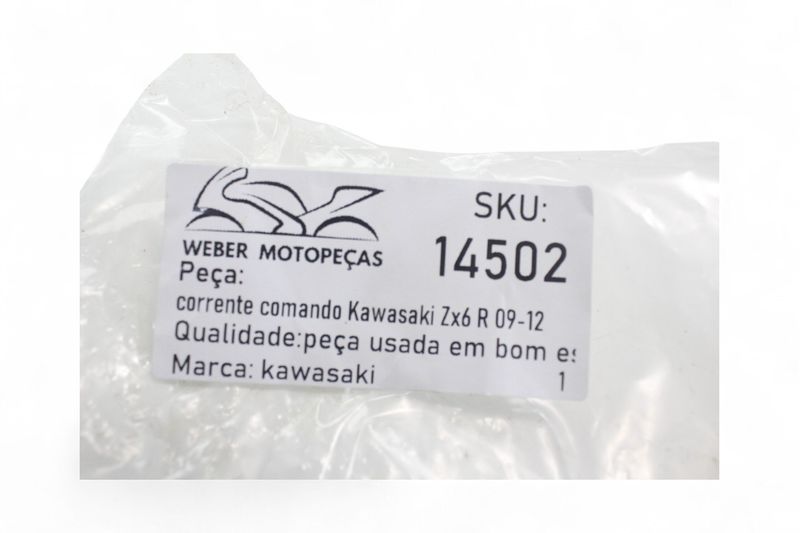 WEBER MOTOPEÇAS
SKU:
14502
Peça:
corrente comando Kawasaki Zx6 R 09-12
Qualidade:peça usada em bom es
Marca: kawasaki
1